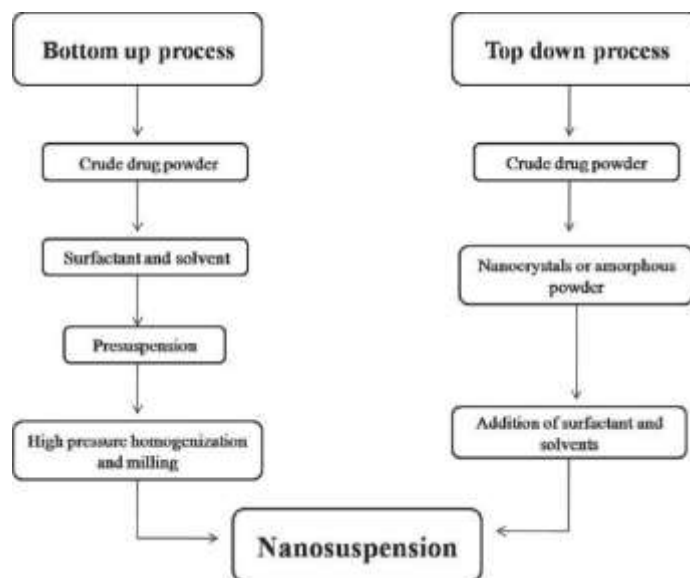 Bottom up process
Crude drug powder
Surfactant and solvent
Presuspension
High pressure homogenization
and milling
Top down process
Crude drug powder
Nanocrystals or amorphous
powder
Addition of surfactant and
solvents
Nanosuspension